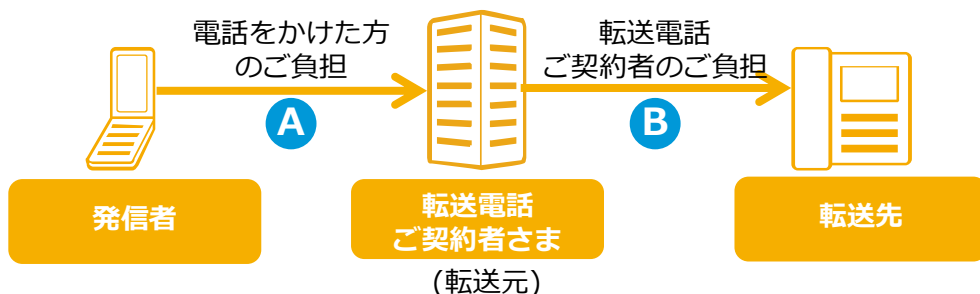 電話をかけた方
のご負担
転送電話
ご契約者のご負担
A
B
発信者
転送電話
ご契約者さま
転送先
(転送元)